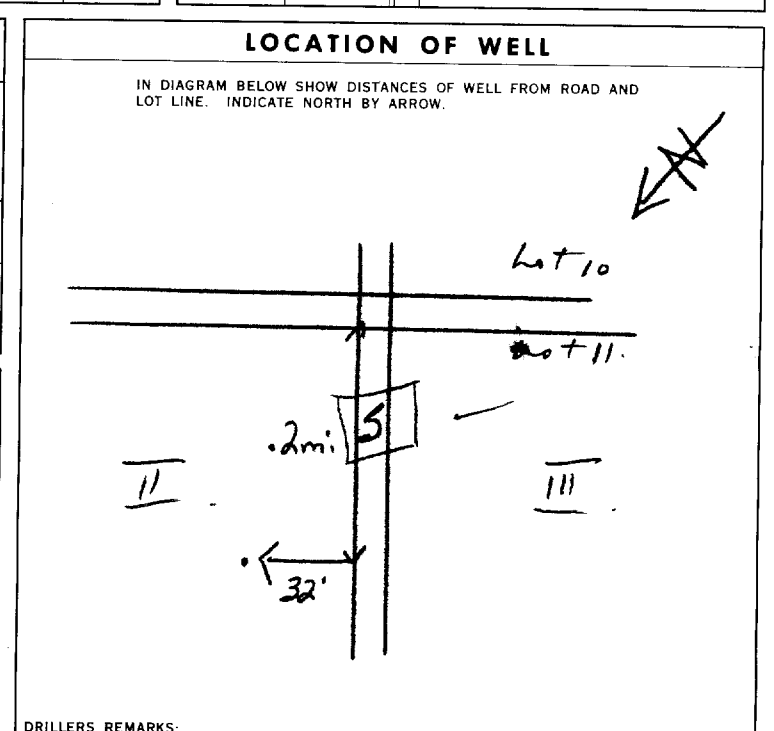 LOCATION OF WELL
IN DIAGRAM BELOW SHOW DISTANCES OF WELL FROM ROAD AND
LOT LINE. INDICATE NORTH BY ARROW.
N
Lot 10
Lot 11.
5
.2mi
II
III
32'
DRILLERS REMARKS: